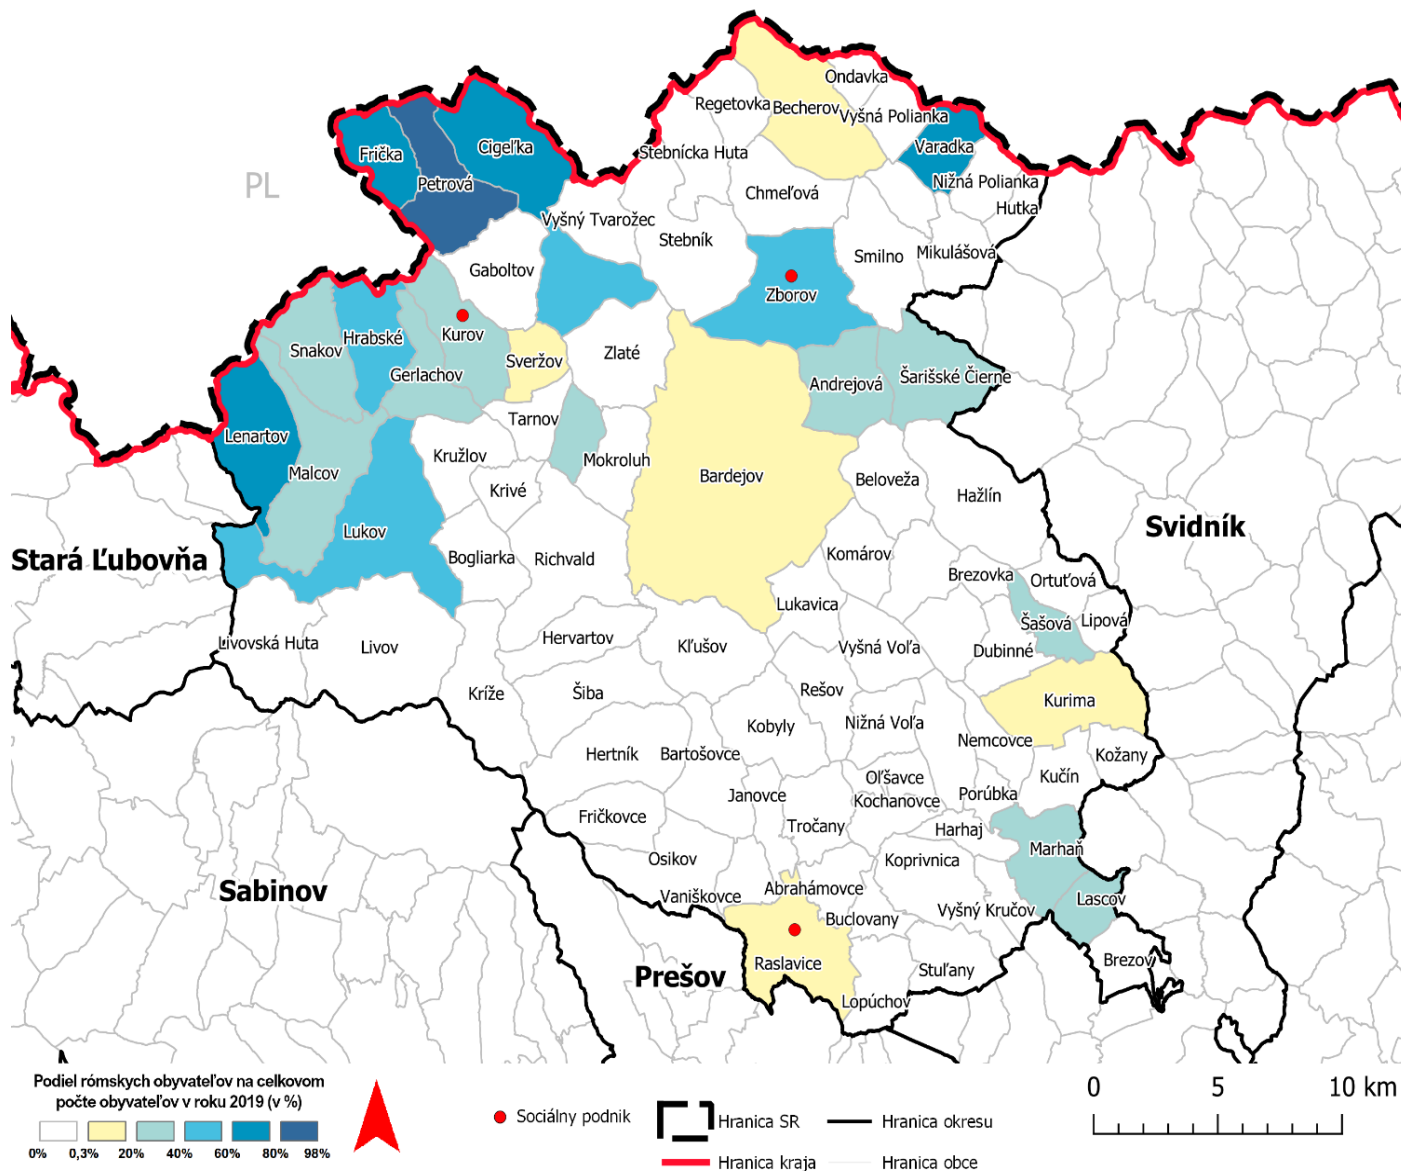 Ondavka
Regetovka
Becherov
Vyšná Polianka
Frička
Cigeľka
Varadka
Stebnícka Huta
PL
Petrová
Nižná Polianka
Chmeľová
Hutka
Vyšný Tvarožec
Stebník
Smilno
Mikulášová
Gaboltov
Zborov
Hrabské
Kurov
Snakov
Zlaté
Sveržov
Gerlachov
Andrejová
Šarišské Čierne
Tarnov
Lenartov
Kružlov
Mokroluh
Malcov
Bardejov
Beloveža
Krivé
Hažlín
Svidník
Lukov
Stará Ľubovňa
Bogliarka
Richvald
Komárov
Brezovka
Ortuťová
Lukavica
Šašová
Lipová
Livovská Huta
Livov
Hervartov
Kľušov
Vyšná Voľa
Dubinné
Kríže
Šiba
Rešov
Kurima
Kobyly
Nižná Voľa
Hertník
Bartošovce
Nemcovce
Kožany
Oľšavce
Kučín
Janovce
Kochanovce
Porúbka
Fričkovce
Tročany
Harhaj
Osikov
Koprivnica
Marhaň
Sabinov
Vaniškovce
Abrahámovce
Lascov
Buclovany
Vyšný Kručov
Raslavice
Brezov
Prešov
Stuľany
Lopúchov
Podiel rómskych obyvateľov na celkovom
počte obyvateľov v roku 2019 (v %)
0% 0,3% 20% 40% 60% 80% 98%
Sociálny podnik
Hranica SR
Hranica okresu
Hranica kraja
Hranica obce
0 5 10 km